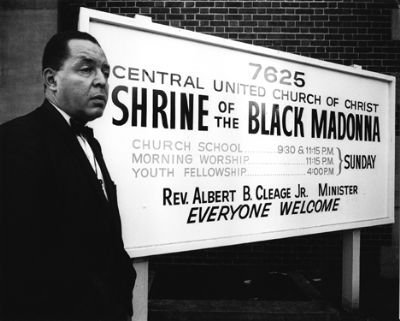 7625
CENTRAL UNITED CHURCH OF CHRIST
SHRINE OF THE BLACK MADONNA
CHURCH SCHOOL 9:30 & 11:15 P.M.
MORNING WORSHIP 11:15 P.M. } SUNDAY
YOUTH FELLOWSHIP 4:00 P.M
REV. ALBERT B. CLEAGE JR. MINISTER
EVERYONE WELCOME